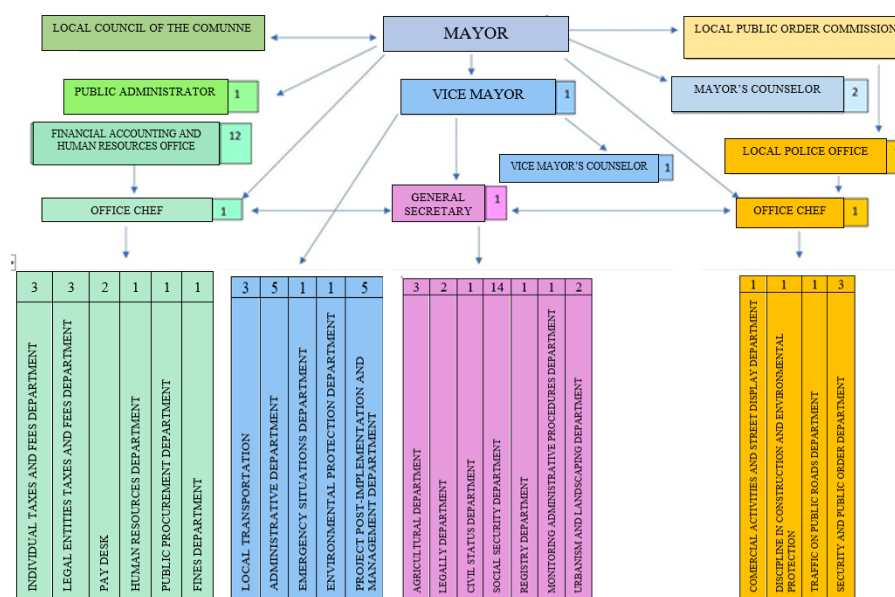 LOCAL COUNCIL OF THE COMUNNE
MAYOR
LOCAL PUBLIC ORDER COMMISSION
PUBLIC ADMINISTRATOR
1
VICE MAYOR
1
MAYOR'S COUNSELOR
2
FINANCIAL ACCOUNTING AND
HUMAN RESOURCES OFFICE
12
VICE MAYOR'S COUNSELOR
1
LOCAL POLICE OFFICE
OFFICE CHEF
1
GENERAL
SECRETARY
1
OFFICE CHEF
1
3
INDIVIDUAL TAXES AND FEES DEPARTMENT
3
LEGAL ENTITIES TAXES AND FEES DEPARTMENT
2
PAY DESK
1
HUMAN RESOURCES DEPARTMENT
1
PUBLIC PROCUREMENT DEPARTMENT
1
FINES DEPARTMENT
3
LOCAL TRANSPORTATION
5
ADMINISTRATIVE DEPARTMENT
1
EMERGENCY SITUATIONS DEPARTMENT
1
ENVIRONMENTAL PROTECTION DEPARTMENT
5
PROJECT POST-IMPLEMENTATION AND
MANAGEMENT DEPARTMENT
3
AGRICULTURAL DEPARTMENT
2
LEGALLY DEPARTMENT
1
CIVIL STATUS DEPARTMENT
14
SOCIAL SECURITY DEPARTMENT
1
REGISTRY DEPARTMENT
1
MONITORING ADMINISTRATIVE PROCEDURES DEPARTMENT
2
URBANISM AND LANDSCAPING DEPARTMENT
1
COMERCIAL ACTIVITIES AND STREET DISPLAY DEPARTMENT
1
DISCIPLINE IN CONSTRUCTION AND ENVIRONMENTAL
PROTECTION
1
TRAFFIC ON PUBLIC ROADS DEPARTMENT
3
SECURITY AND PUBLIC ORDER DEPARTMENT